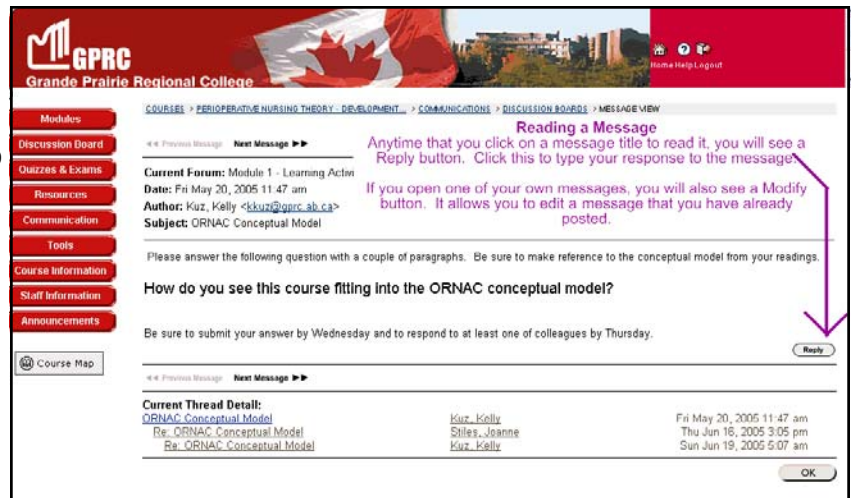 GPRC
Grande Prairie Regional College
Home Help Logout
COURSES > PERIOPERATIVE NURSING THEORY - DEVELOPMENT... > COMMUNICATIONS > DISCUSSION BOARDS > MESSAGE VIEW
Modules
Discussion Board
Quizzes & Exams
Resources
Communication
Tools
Course Information
Staff Information
Announcements
Course Map
Previous Message Next Message
Reading a Message
Anytime that you click on a message title to read it, you will see a
Reply button. Click this to type your response to the message.
If you open one of your own messages, you will also see a Modify
button. It allows you to edit a message that you have already
posted.
Current Forum: Module 1 - Learning Activi
Date: Fri May 20, 2005 11:47 am
Author: Kuz, Kelly <kkuz@gprc.ab.ca>
Subject: ORNAC Conceptual Model
Please answer the following question with a couple of paragraphs. Be sure to make reference to the conceptual model from your readings.
How do you see this course fitting into the ORNAC conceptual model?
Be sure to submit your answer by Wednesday and to respond to at least one of colleagues by Thursday.
Reply
Previous Message Next Message
Current Thread Detail:
ORNAC Conceptual Model Kuz, Kelly Fri May 20, 2005 11:47 am
Re: ORNAC Conceptual Model Stiles, Joanne Thu Jun 16, 2005 3:05 pm
Re: ORNAC Conceptual Model Kuz, Kelly Sun Jun 19, 2005 5:07 am
OK